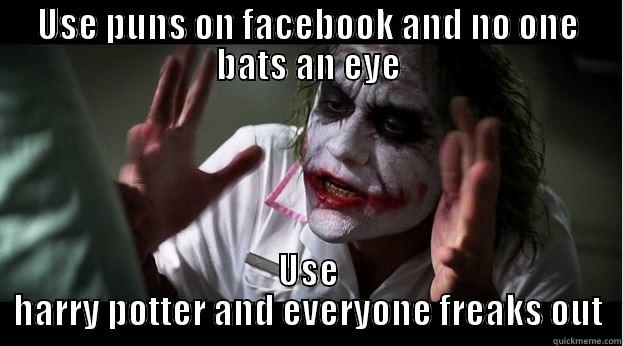 Use puns on facebook and no one
bats an eye
Use
harry potter and everyone freaks out
quickmeme.com